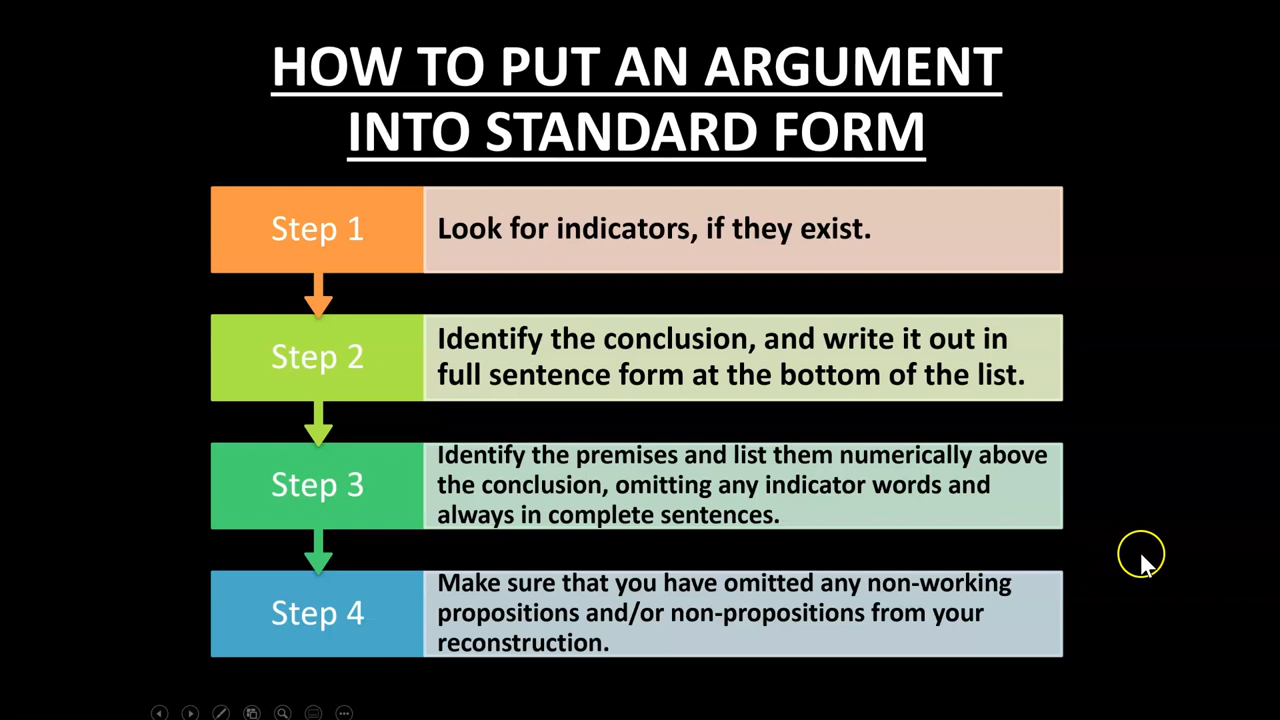 HOW TO PUT AN ARGUMENT
INTO STANDARD FORM
Step 1
Look for indicators, if they exist.
Step 2
Identify the conclusion, and write it out in
full sentence form at the bottom of the list.
Step 3
Identify the premises and list them numerically above
the conclusion, omitting any indicator words and
always in complete sentences.
Step 4
Make sure that you have omitted any non-working
propositions and/or non-propositions from your
reconstruction.